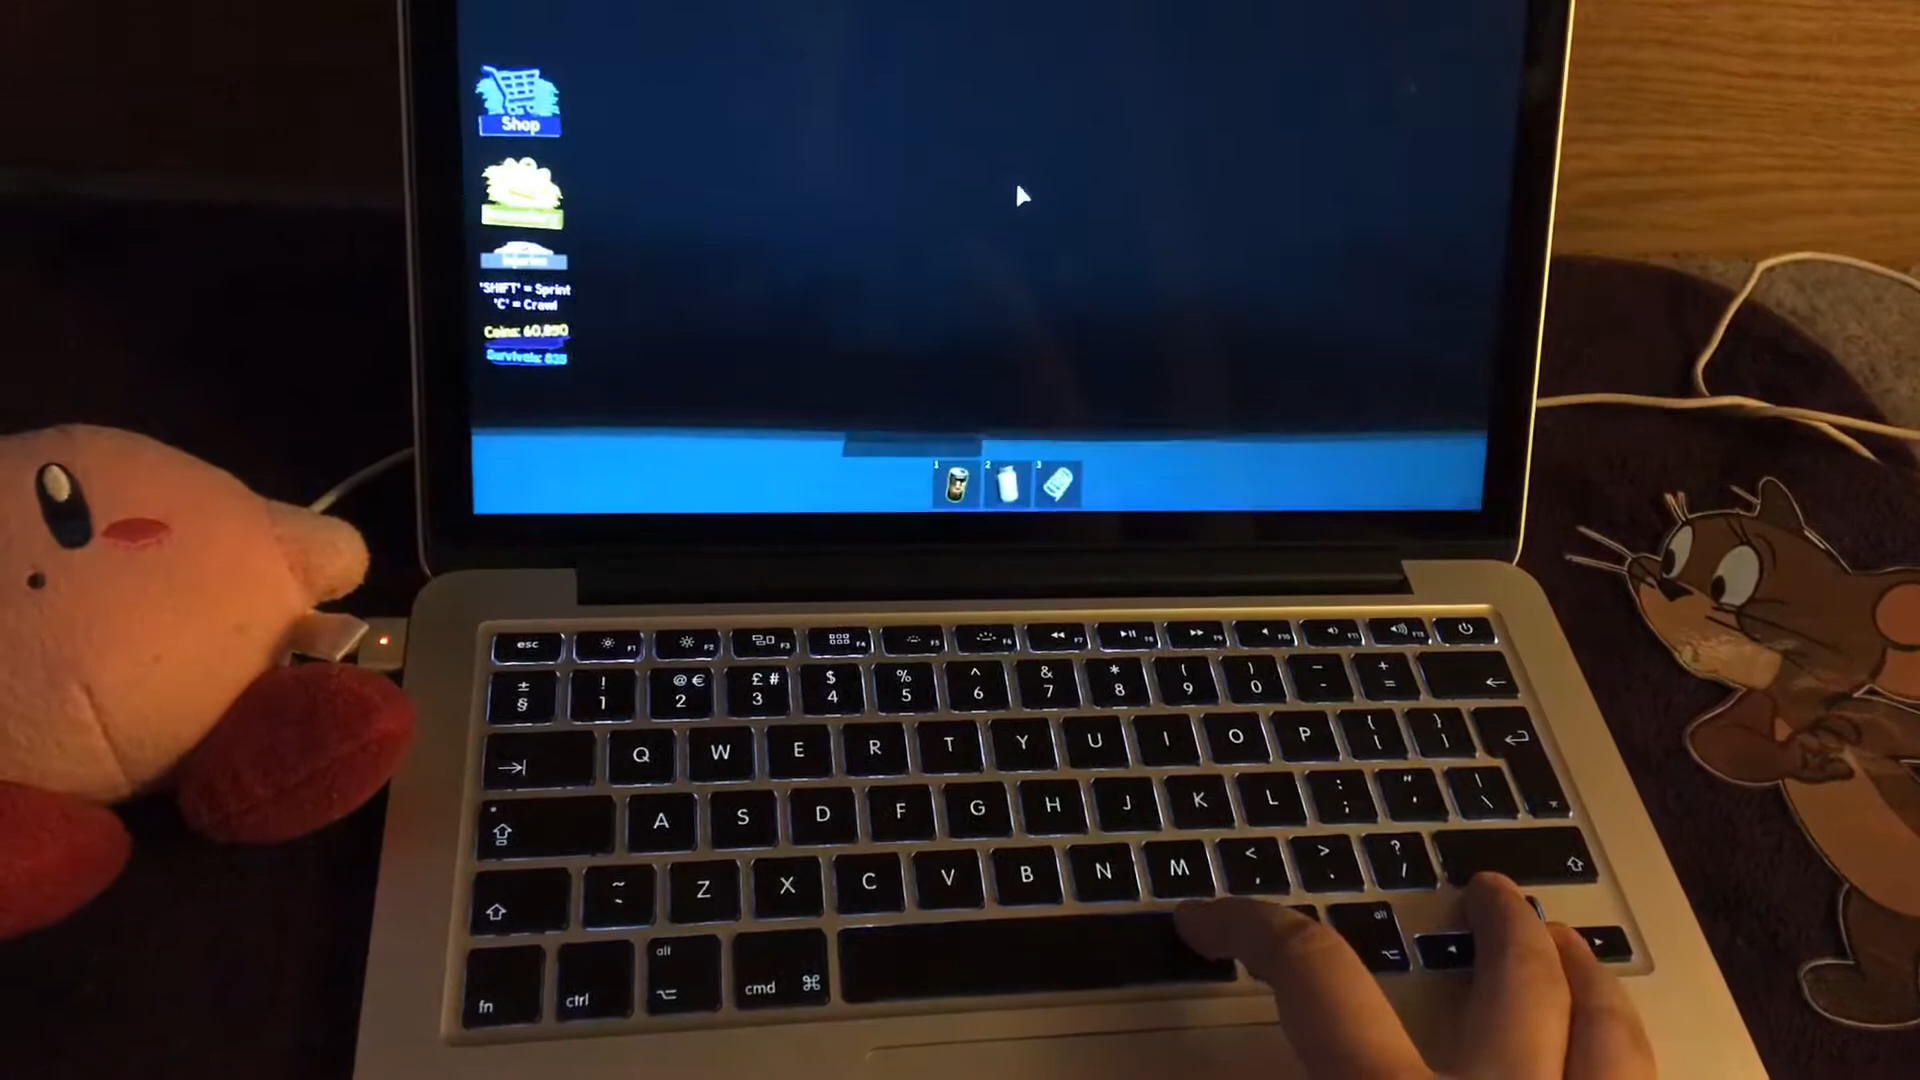 Shop
'SHIFT' = Sprint
'C' = Crawl
Coins: 60,890
Survivals: 835
1 2 3
esc F1 F2 F3 F4 F5 F6 F7 F8 F9 F10 F11 F12
± ! @ € £ # $ % ^ & * ( ) _ +
§ 1 2 3 4 5 6 7 8 9 0 - =
Q W E R T Y U I O P { }
[ ]
A S D F G H J K L : " |
; ' \
~ Z X C V B N M < > ?
` , . /
alt alt
fn ctrl cmd ⌘